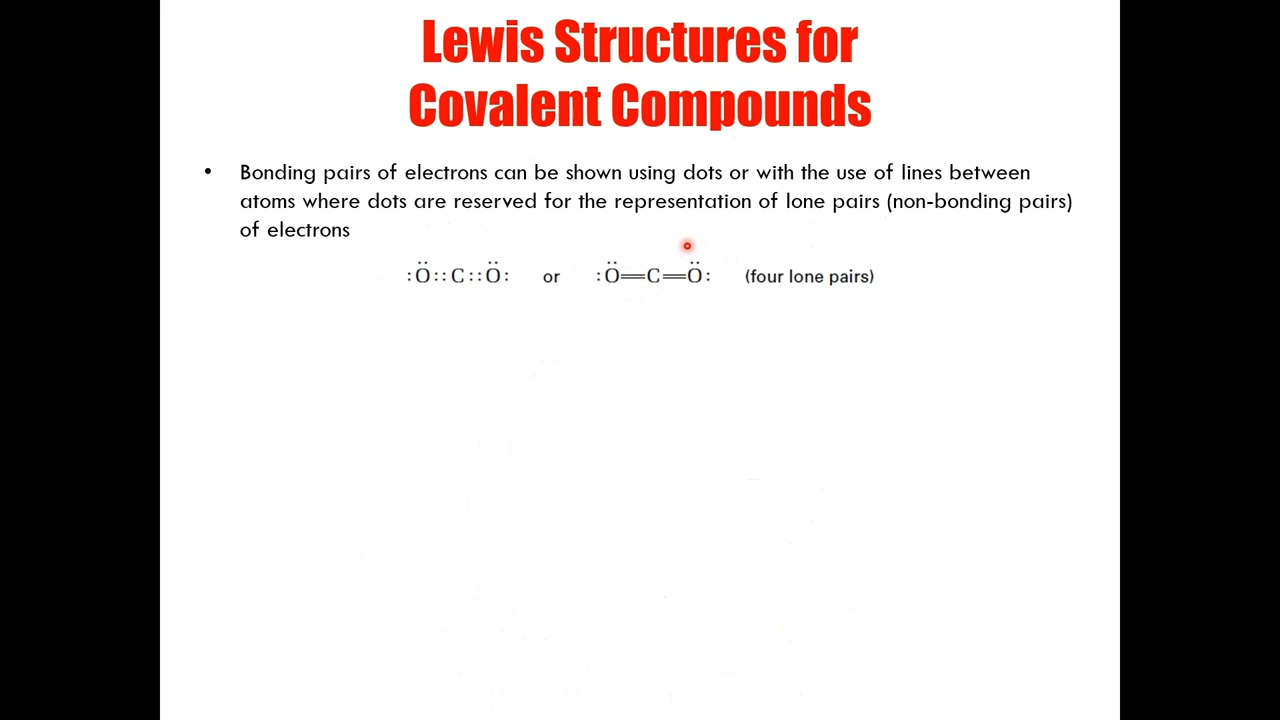 Lewis Structures for
Covalent Compounds
• Bonding pairs of electrons can be shown using dots or with the use of lines between
atoms where dots are reserved for the representation of lone pairs (non-bonding pairs)
of electrons
:Ö::C::Ö: or :Ö═C═Ö: (four lone pairs)